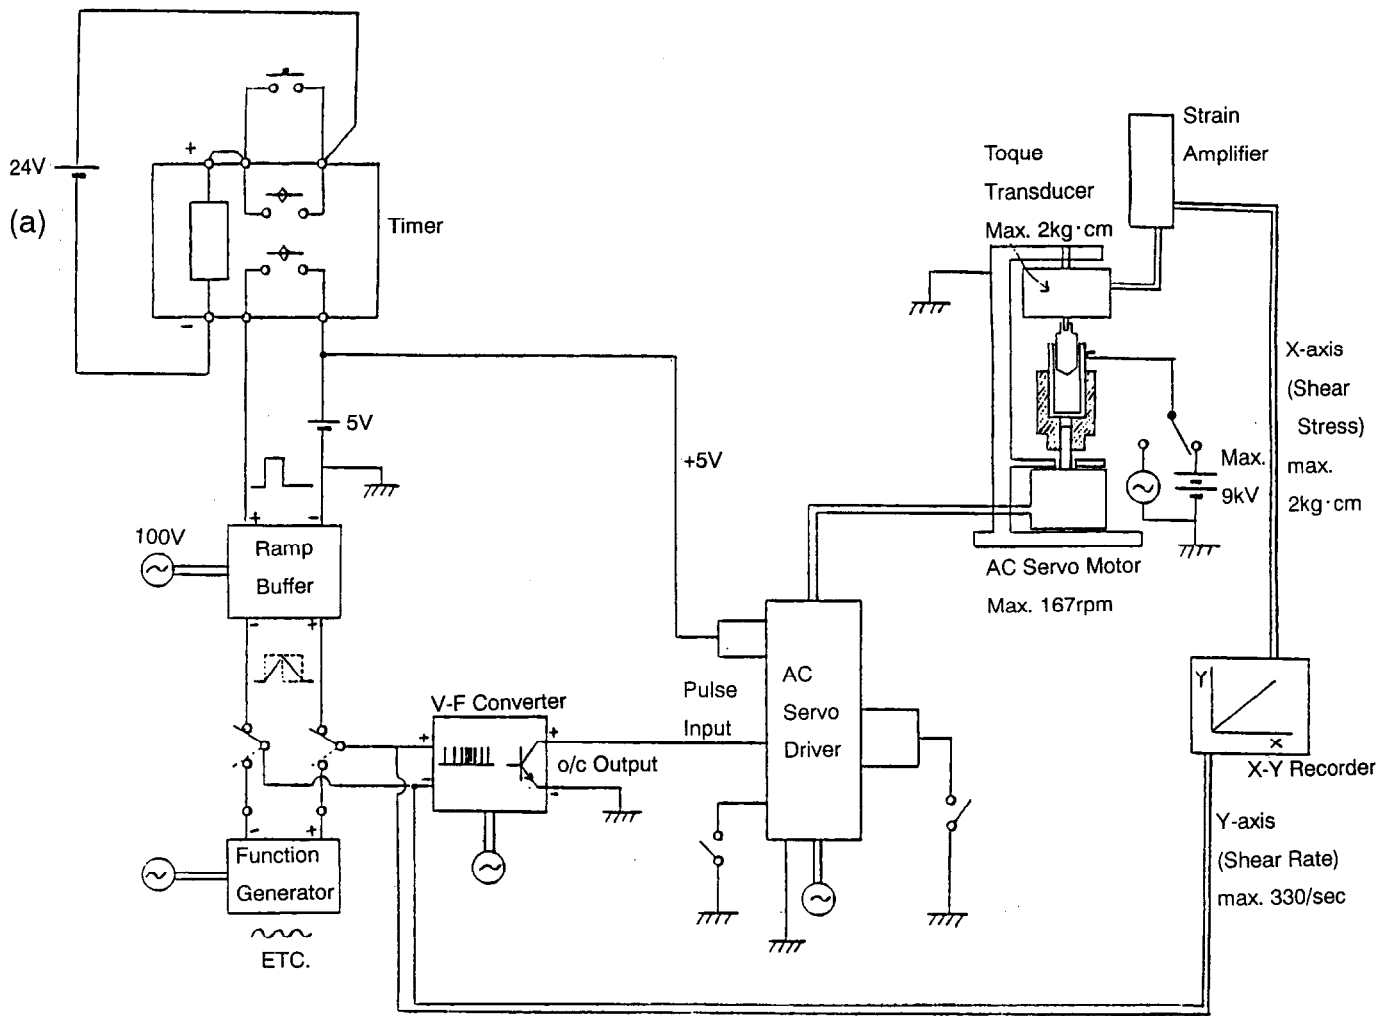 24V
(a)
+
-
Timer
5V
+5V
100V
+ -
Ramp
Buffer
- +
V-F Converter
+
-
+
o/c Output
-
Pulse
Input
- +
Function
Generator
ETC.
AC
Servo
Driver
Toque
Transducer
Max. 2kg·cm
Strain
Amplifier
X-axis
(Shear
Stress)
max.
2kg·cm
-
Max.
9kV
AC Servo Motor
Max. 167rpm
Y
X
X-Y Recorder
Y-axis
(Shear Rate)
max. 330/sec